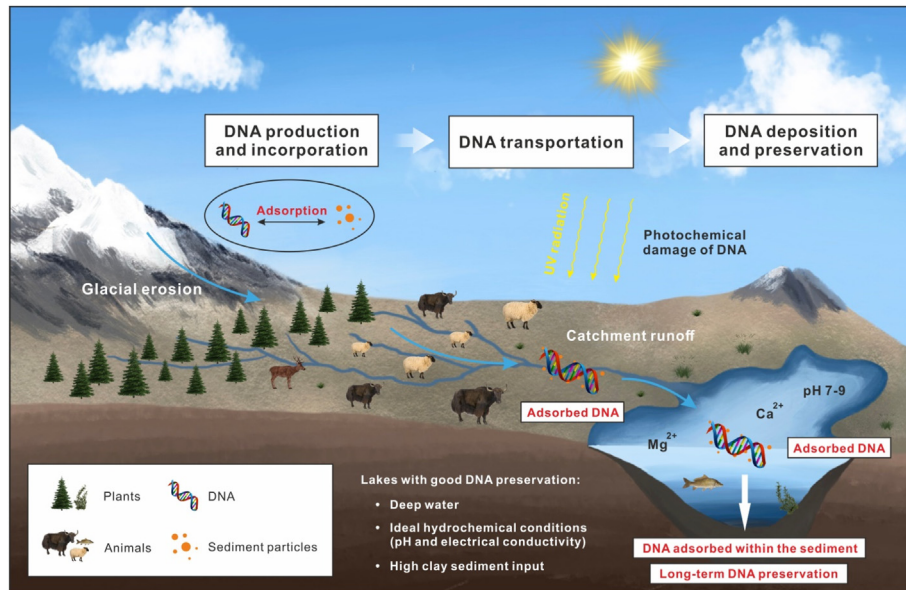 DNA production
and incorporation
DNA transportation
DNA deposition
and preservation
Adsorption
UV radiation
Photochemical
damage of DNA
Glacial erosion
Catchment runoff
pH 7-9
Ca2+
Mg2+
Adsorbed DNA
Adsorbed DNA
Plants
DNA
Animals
Sediment particles
Lakes with good DNA preservation:
• Deep water
• Ideal hydrochemical conditions
(pH and electrical conductivity)
• High clay sediment input
DNA adsorbed within the sediment
Long-term DNA preservation